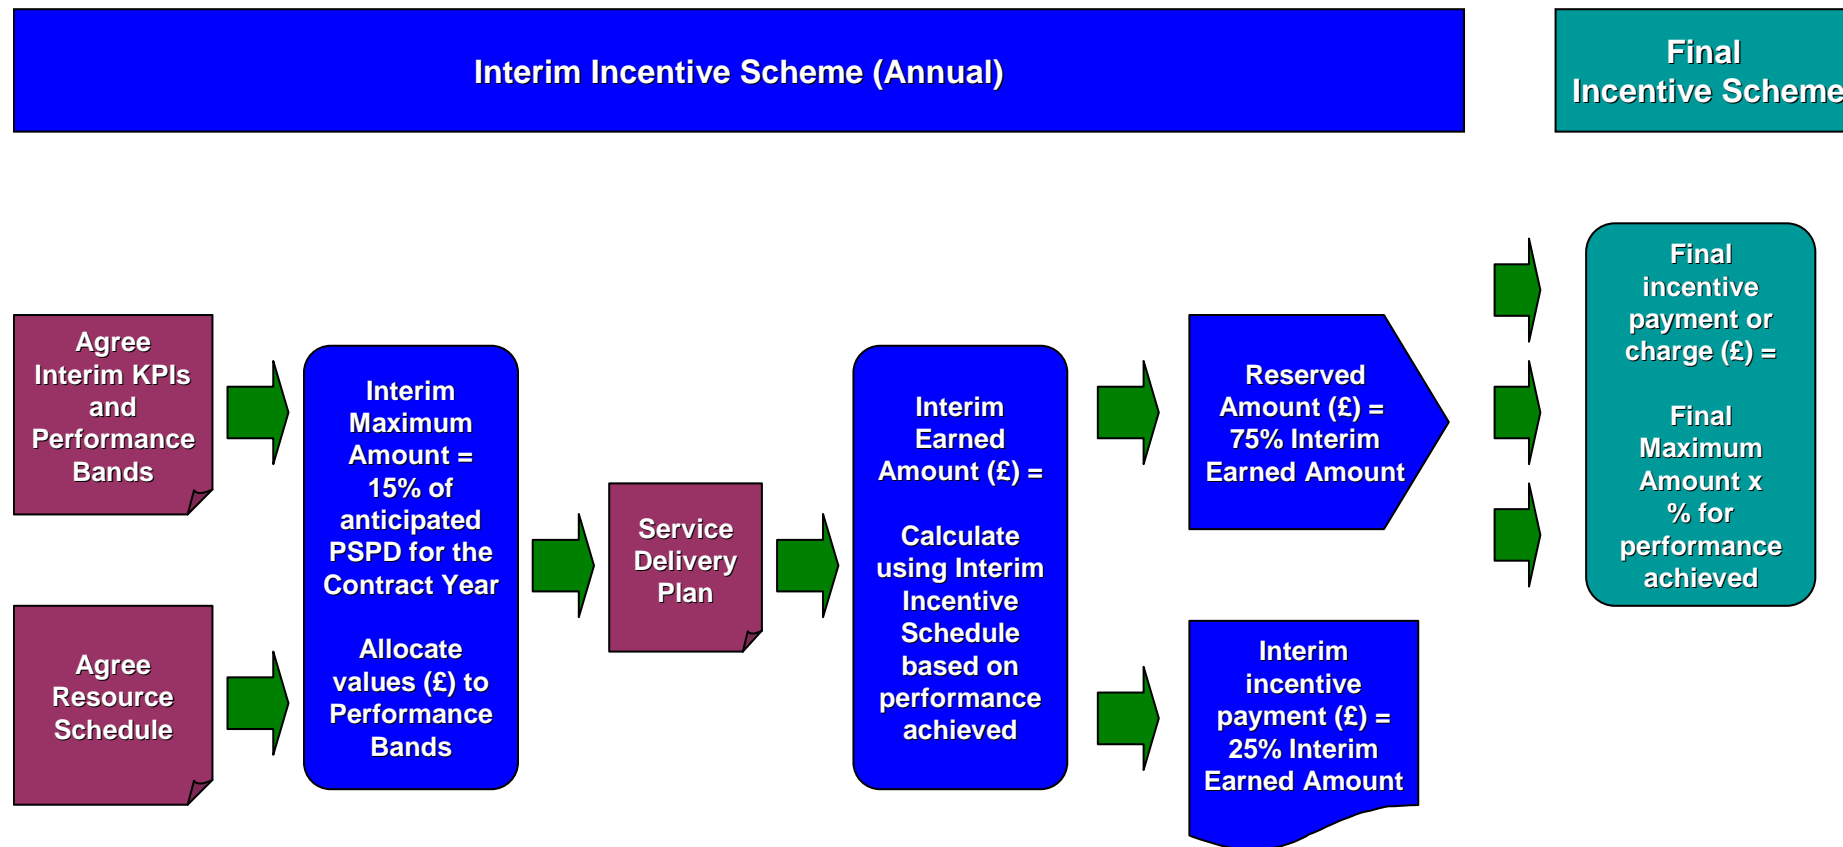 Interim Incentive Scheme (Annual)
Final
Incentive Scheme
Agree
Interim KPIs
and
Performance
Bands
Agree
Resource
Schedule
Interim
Maximum
Amount =
15% of
anticipated
PSPD for the
Contract Year
Allocate
values (£) to
Performance
Bands
Service
Delivery
Plan
Interim
Earned
Amount (£) =
Calculate
using Interim
Incentive
Schedule
based on
performance
achieved
Reserved
Amount (£) =
75% Interim
Earned Amount
Interim
incentive
payment (£) =
25% Interim
Earned Amount
Final
incentive
payment or
charge (£) =
Final
Maximum
Amount x
% for
performance
achieved